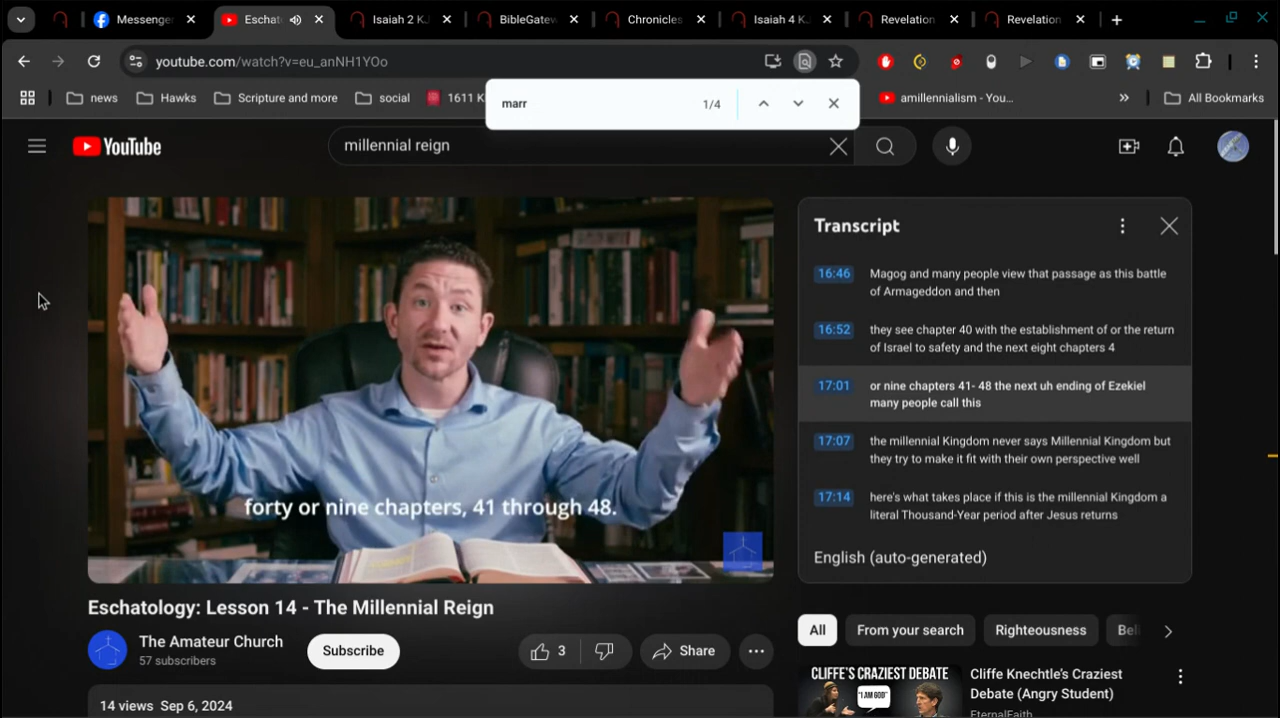 Messenger
Eschat
Isaiah 2 K
BibleGatew
Chronicles
Isaiah 4 K
Revelation
Revelation
youtube.com/watch?v=eu_anNH1YOo
news
Hawks
Scripture and more
social
1611 K
marr
1/4
amillennialism - You...
All Bookmarks
YouTube
millennial reign
Transcript
16:46 Magog and many people view that passage as this battle
of Armageddon and then
16:52 they see chapter 40 with the establishment of or the return
of Israel to safety and the next eight chapters 4
17:01 or nine chapters 41- 48 the next uh ending of Ezekiel
many people call this
17:07 the millennial Kingdom never says Millennial Kingdom but
they try to make it fit with their own perspective well
17:14 here's what takes place if this is the millennial Kingdom a
literal Thousand-Year period after Jesus returns
English (auto-generated)
forty or nine chapters, 41 through 48.
Eschatology: Lesson 14 - The Millennial Reign
The Amateur Church
57 subscribers
Subscribe
3
Share
14 views Sep 6, 2024
All
From your search
Righteousness
Bel
CLIFFE'S CRAZIEST DEBATE
"I AM GOD"
Cliffe Knechtle's Craziest
Debate (Angry Student)
EternalFaith